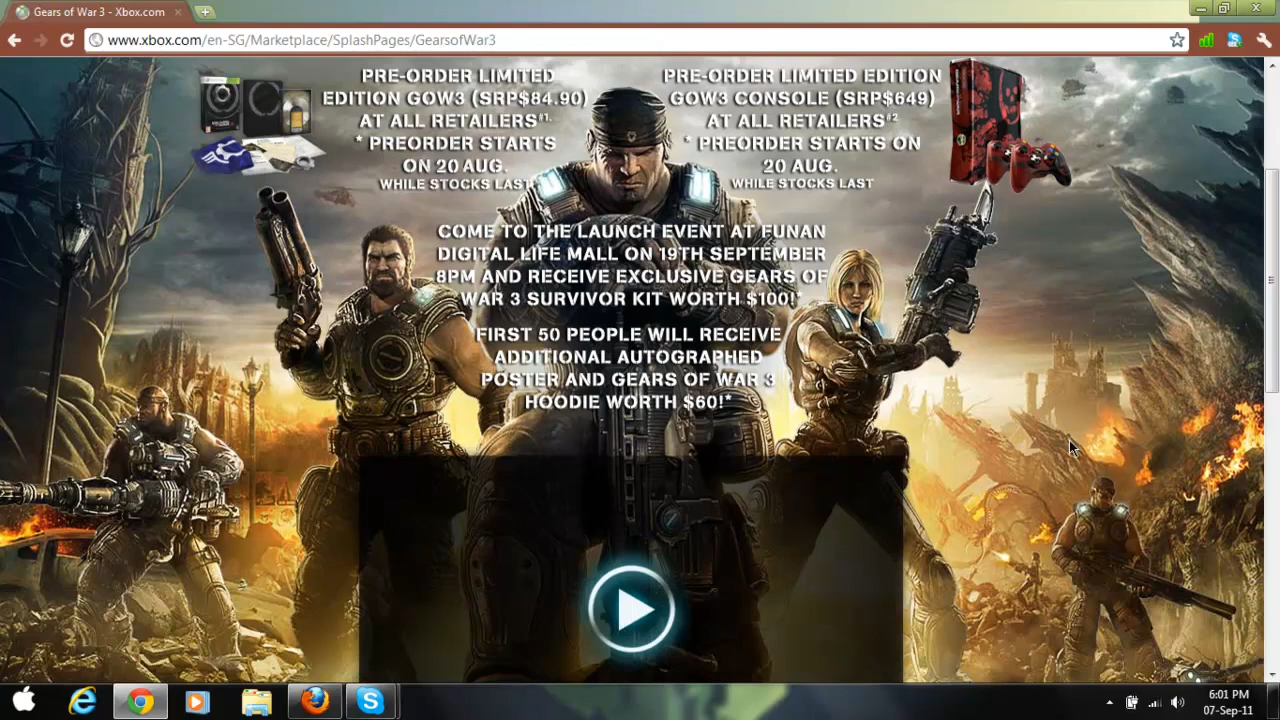 Gears of War 3 - Xbox.com
www.xbox.com/en-SG/Marketplace/SplashPages/GearsofWar3
PRE-ORDER LIMITED
EDITION GOW3 (SRP$84.90)
AT ALL RETAILERS#1.
* PREORDER STARTS
ON 20 AUG.
WHILE STOCKS LAST
PRE-ORDER LIMITED EDITION
GOW3 CONSOLE (SRP$649)
AT ALL RETAILERS#2
* PREORDER STARTS ON
20 AUG.
WHILE STOCKS LAST
COME TO THE LAUNCH EVENT AT FUNAN
DIGITAL LIFE MALL ON 19TH SEPTEMBER
8PM AND RECEIVE EXCLUSIVE GEARS OF
WAR 3 SURVIVOR KIT WORTH $100!*
FIRST 50 PEOPLE WILL RECEIVE
ADDITIONAL AUTOGRAPHED
POSTER AND GEARS OF WAR 3
HOODIE WORTH $60!*
6:01 PM
07-Sep-11